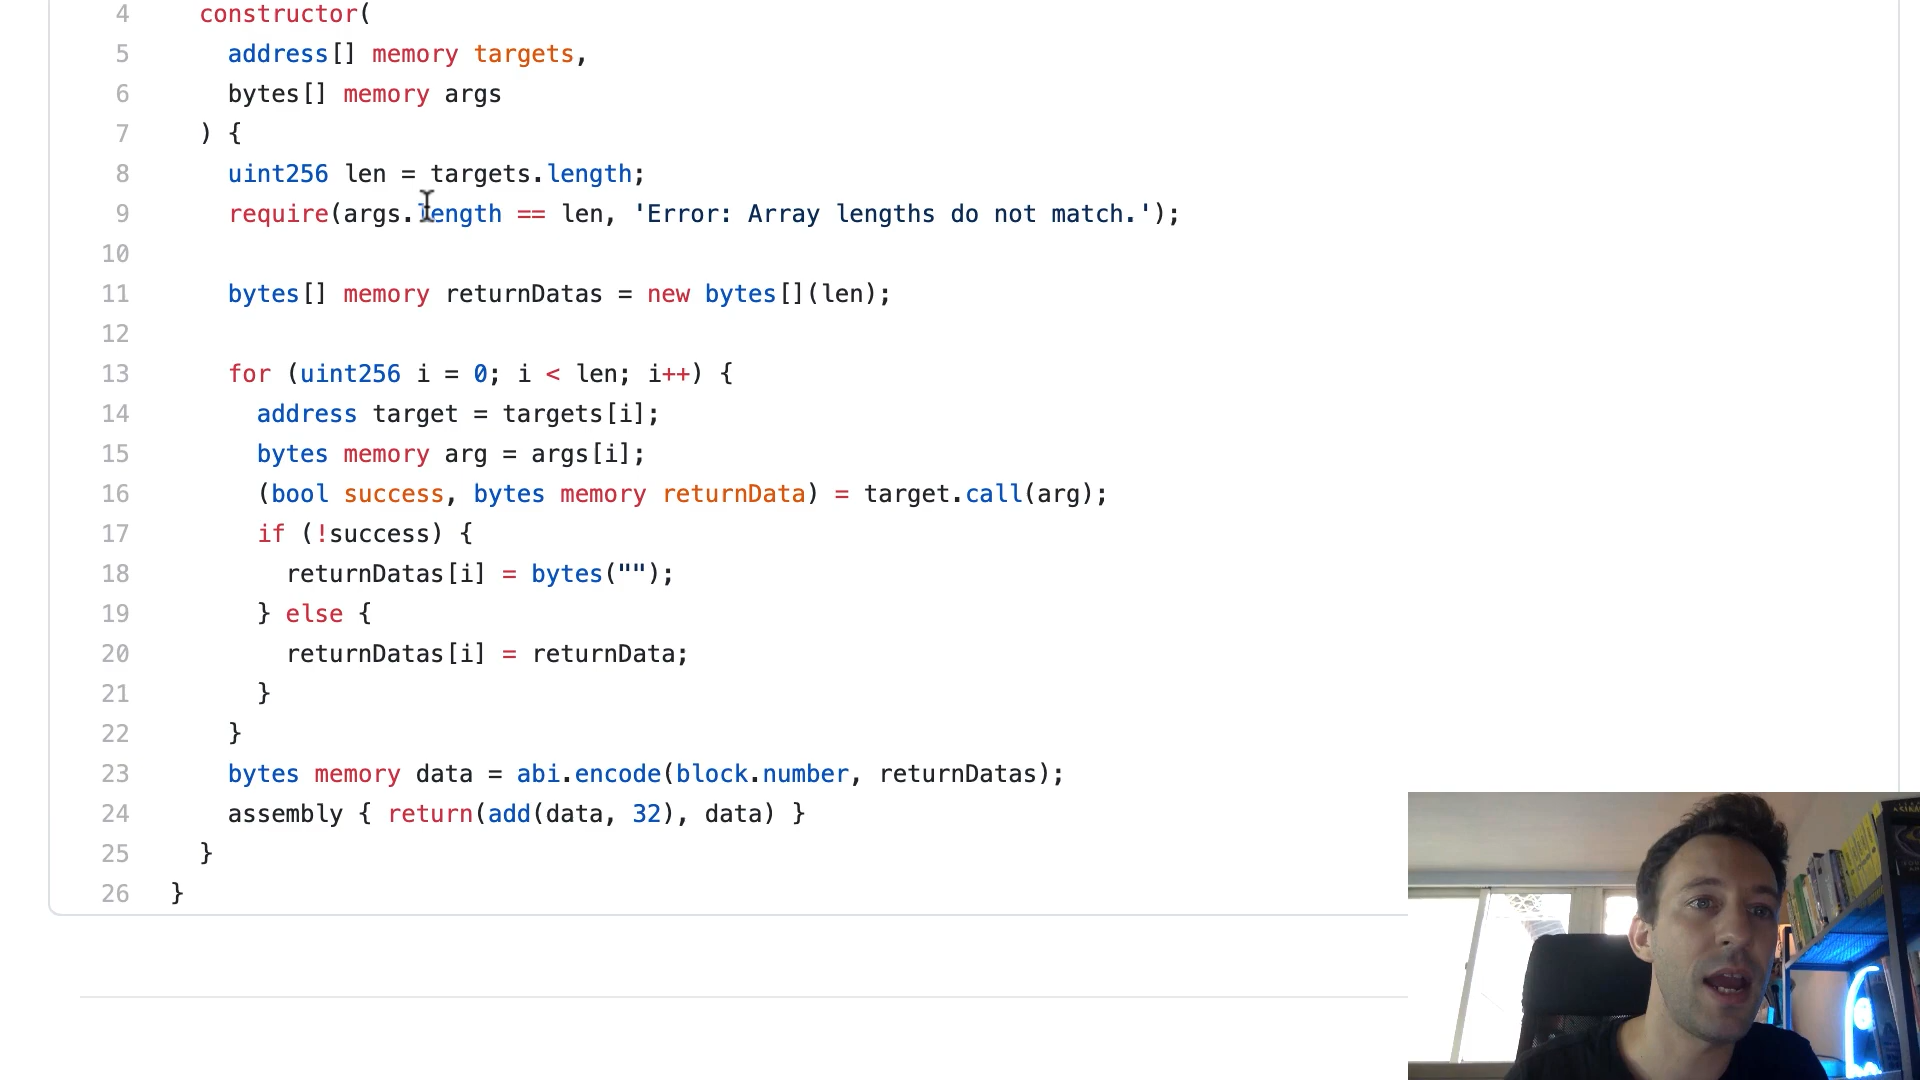 4 constructor(
5 address[] memory targets,
6 bytes[] memory args
7 ) {
8 uint256 len = targets.length;
9 require(args.length == len, 'Error: Array lengths do not match.');
10
11 bytes[] memory returnDatas = new bytes[](len);
12
13 for (uint256 i = 0; i < len; i++) {
14 address target = targets[i];
15 bytes memory arg = args[i];
16 (bool success, bytes memory returnData) = target.call(arg);
17 if (!success) {
18 returnDatas[i] = bytes("");
19 } else {
20 returnDatas[i] = returnData;
21 }
22 }
23 bytes memory data = abi.encode(block.number, returnDatas);
24 assembly { return(add(data, 32), data) }
25 }
26 }